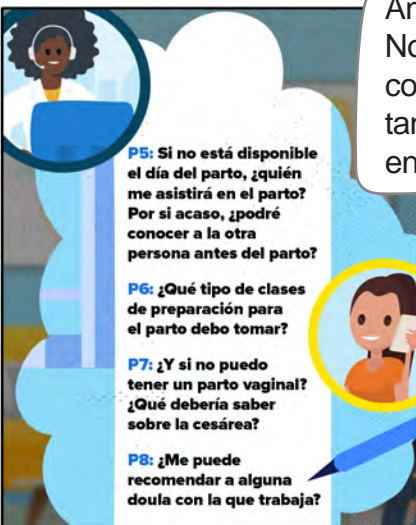 P5: Si no está disponible
el día del parto, ¿quién
me asistirá en el parto?
Por si acaso, ¿podré
conocer a la otra
persona antes del parto?
P6: ¿Qué tipo de clases
de preparación para
el parto debo tomar?
P7: ¿Y si no puedo
tener un parto vaginal?
¿Qué debería saber
sobre la cesárea?
P8: ¿Me puede
recomendar a alguna
doula con la que trabaja?